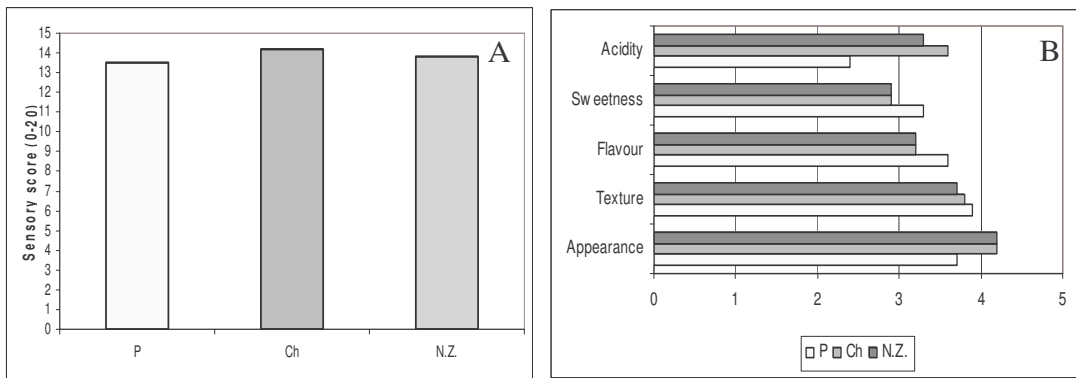 A
Sensory score (0-20)
15
14
13
12
11
10
9
8
7
6
5
4
3
2
1
0
P Ch N.Z.
B
Acidity
Sweetness
Flavour
Texture
Appearance
0 1 2 3 4 5
P Ch N.Z.